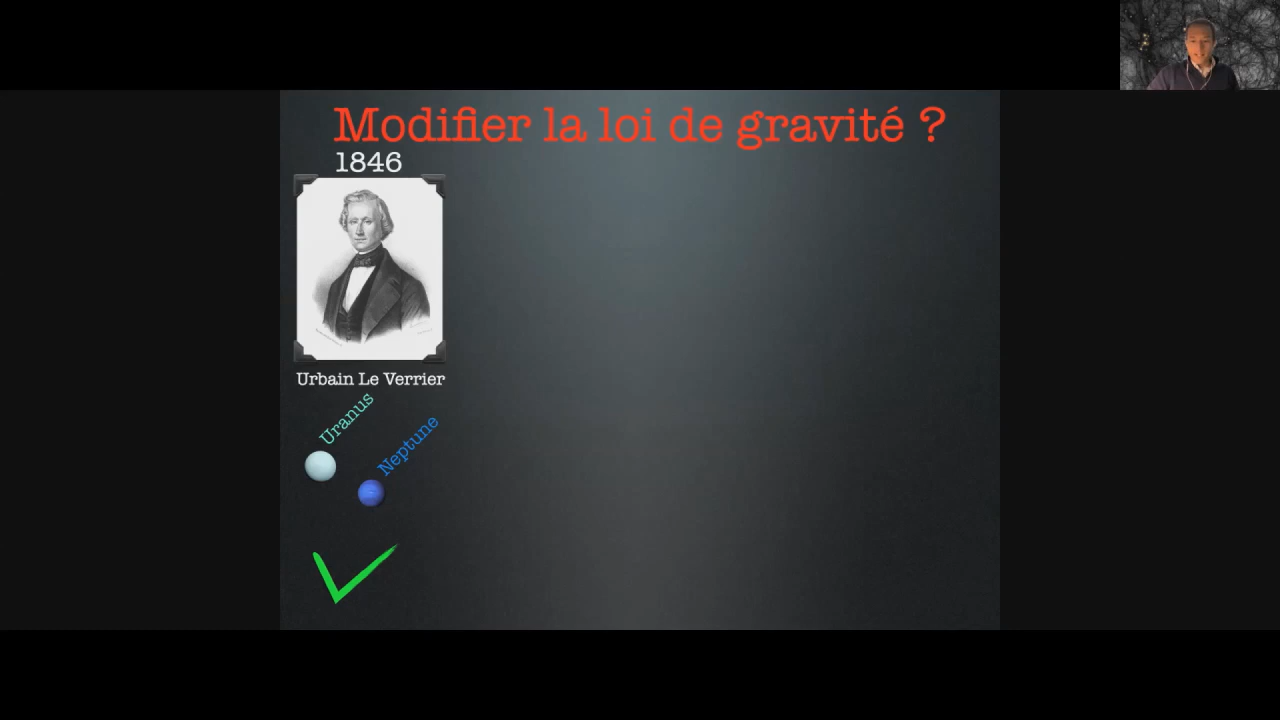 Modifier la loi de gravité ?
1846
Urbain Le Verrier
Uranus
Neptune